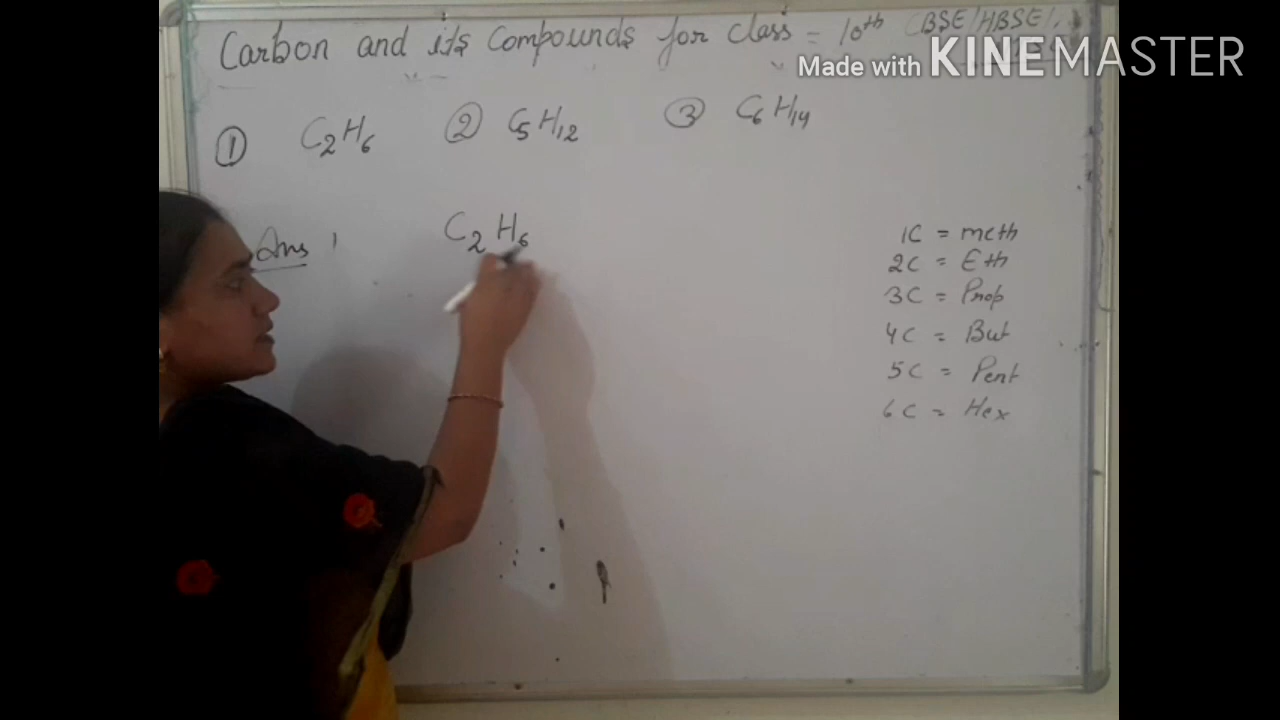 Carbon and its Compounds for class = 10th CBSE/HBSE/
Made with KINEMASTER
① C₂H₆ ② C₅H₁₂ ③ C₆H₁₄
Ans 1 C₂H₆
1C = meth
2C = Eth
3C = Prop
4C = But
5C = Pent
6C = Hex